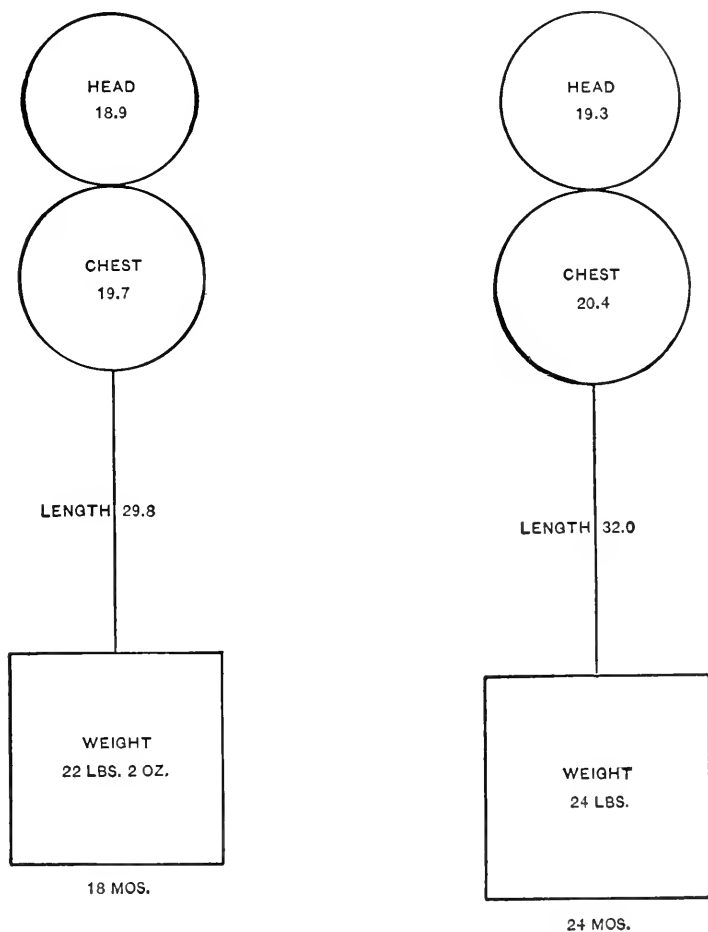 HEAD
18.9
CHEST
19.7
LENGTH 29.8
WEIGHT
22 LBS. 2 OZ.
18 MOS.
HEAD
19.3
CHEST
20.4
LENGTH 32.0
WEIGHT
24 LBS.
24 MOS.